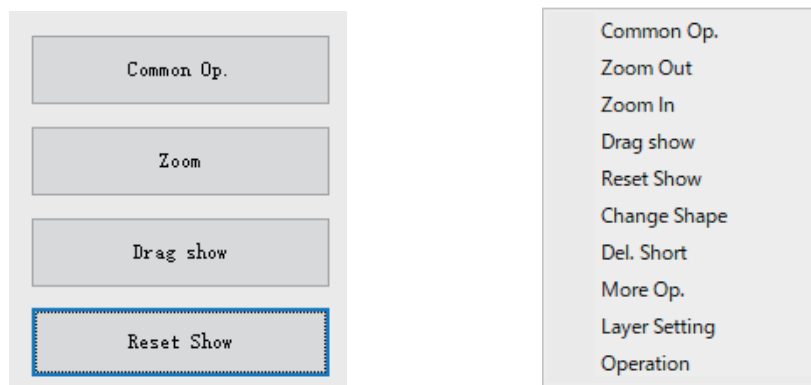 Common Op.
Zoom
Drag show
Reset Show
Common Op.
Zoom Out
Zoom In
Drag show
Reset Show
Change Shape
Del. Short
More Op.
Layer Setting
Operation